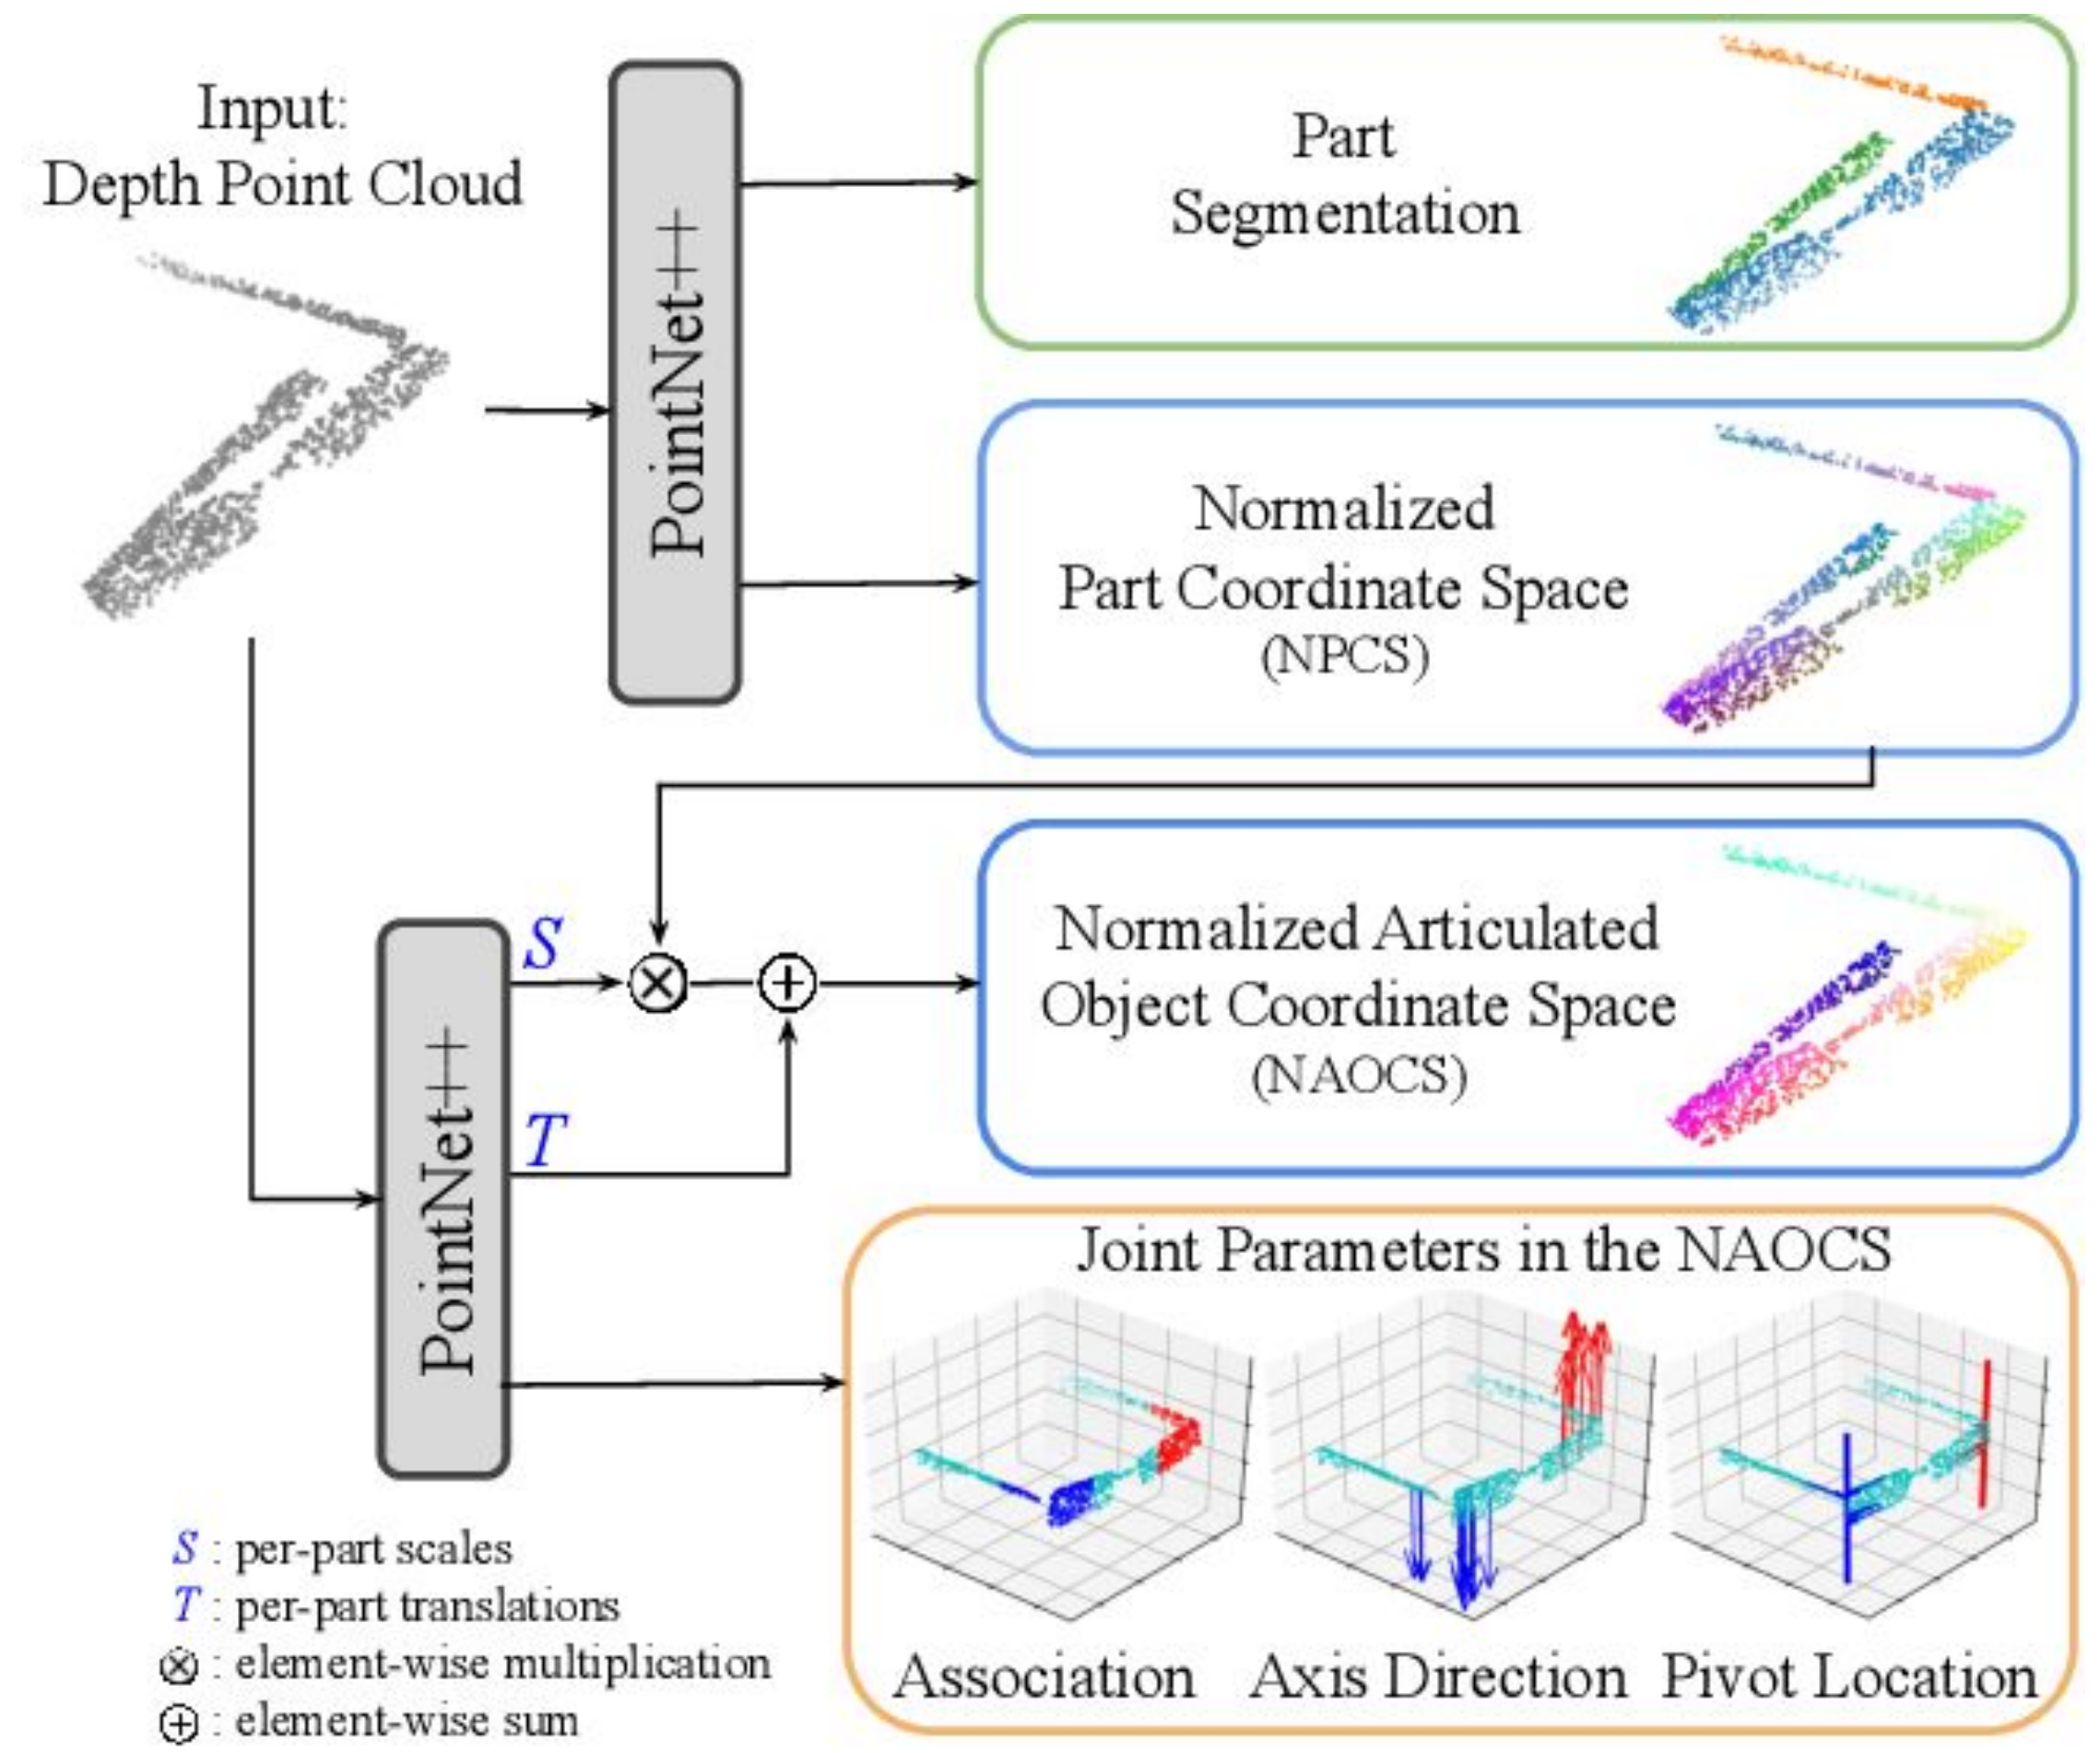 Input:
Depth Point Cloud
PointNet++
Part
Segmentation
Normalized
Part Coordinate Space
(NPCS)
PointNet++
S
T
Normalized Articulated
Object Coordinate Space
(NAOCS)
Joint Parameters in the NAOCS
Association
Axis Direction
Pivot Location
S : per-part scales
T : per-part translations
⊗ : element-wise multiplication
⊕ : element-wise sum